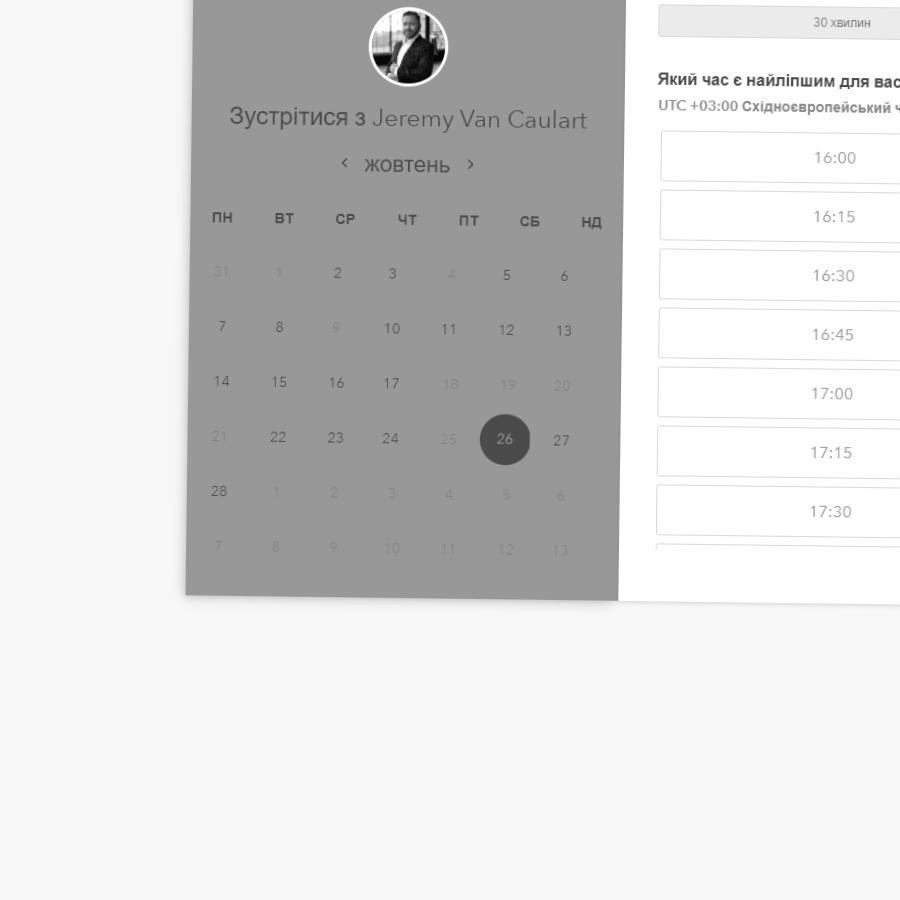 Зустрітися з Jeremy Van Caulart
жовтень
ПН ВТ СР ЧТ ПТ СБ НД
31 1 2 3 4 5 6
7 8 9 10 11 12 13
14 15 16 17 18 19 20
21 22 23 24 25 26 27
28 1 2 3 4 5 6
7 8 9 10 11 12 13
30 хвилин
Який час є найліпшим для вас
UTC +03:00 Східноєвропейський ч
16:00
16:15
16:30
16:45
17:00
17:15
17:30